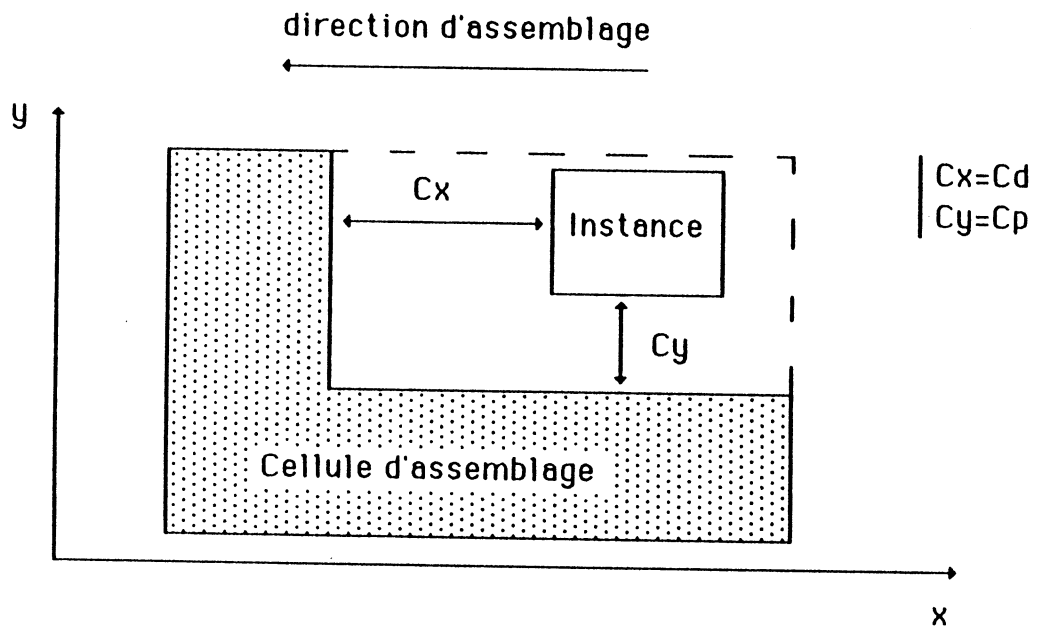 direction d'assemblage
y
Cx
Instance
Cx=Cd
Cy=Cp
Cy
Cellule d'assemblage
x